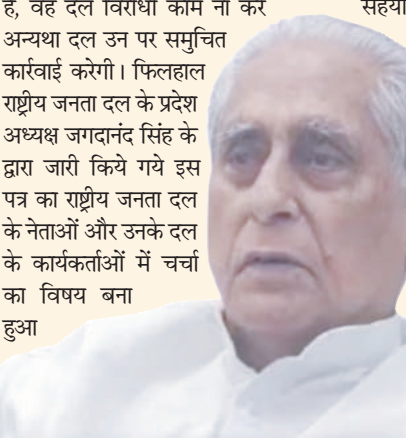 है, वह दल विरोधी काम ना करें
अन्यथा दल उन पर समुचित
कार्रवाई करेगी। फिलहाल
राष्ट्रीय जनता दल के प्रदेश
अध्यक्ष जगदानंद सिंह के
द्वारा जारी किये गये इस
पत्र का राष्ट्रीय जनता दल
के नेताओं और उनके दल
के कार्यकर्ताओं में चर्चा
का विषय बना
हुआ